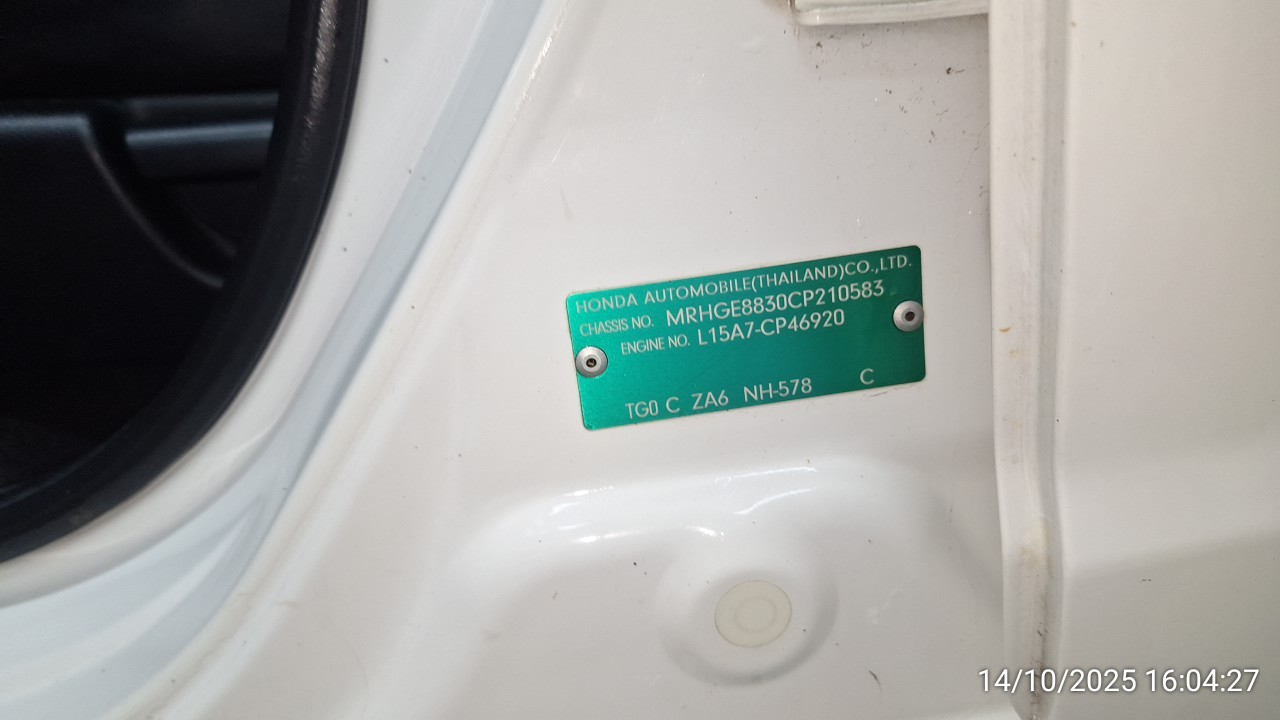 HONDA AUTOMOBILE(THAILAND)CO.,LTD.
CHASSIS NO. MRHGE8830CP210583
ENGINE NO. L15A7-CP46920
TG0 C ZA6 NH-578 C
14/10/2025 16:04:27